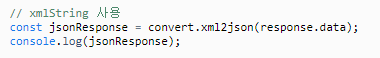 // xmlString 사용
const jsonResponse = convert.xml2json(response.data);
console.log(jsonResponse);